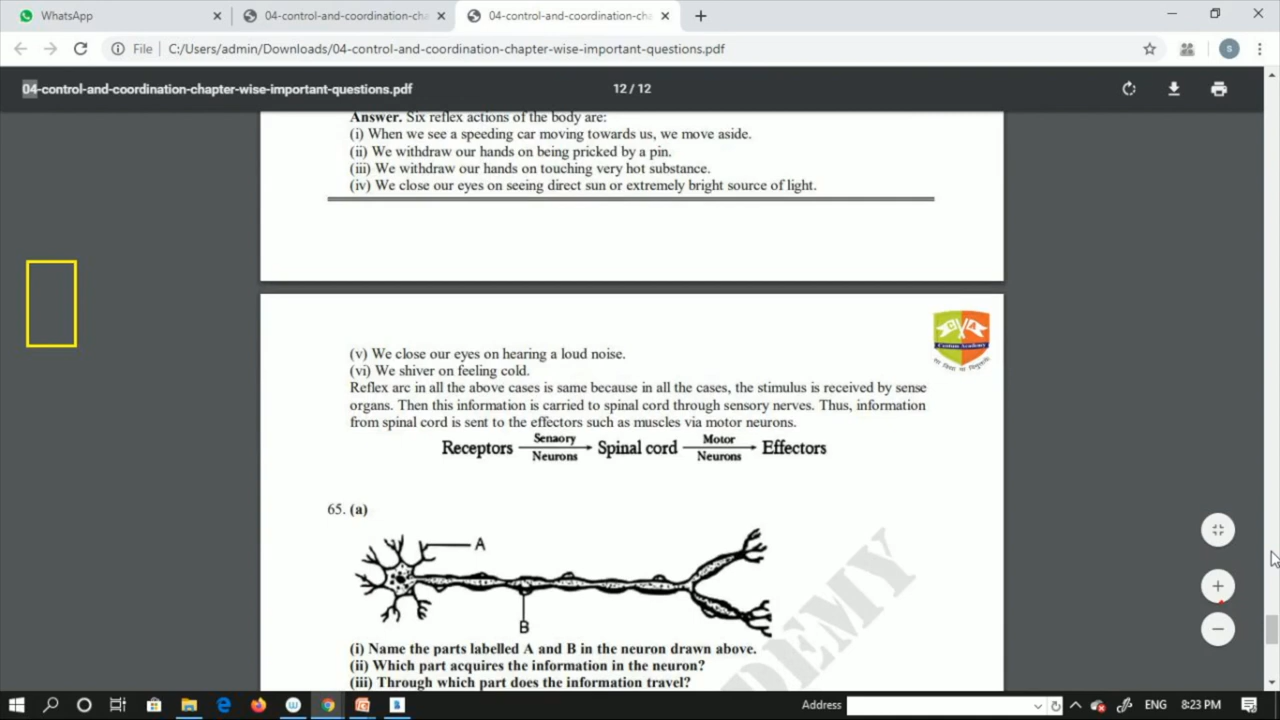 WhatsApp
04-control-and-coordination-cha
04-control-and-coordination-cha
File C:/Users/admin/Downloads/04-control-and-coordination-chapter-wise-important-questions.pdf
S
04-control-and-coordination-chapter-wise-important-questions.pdf
12 / 12
Answer. Six reflex actions of the body are:
(i) When we see a speeding car moving towards us, we move aside.
(ii) We withdraw our hands on being pricked by a pin.
(iii) We withdraw our hands on touching very hot substance.
(iv) We close our eyes on seeing direct sun or extremely bright source of light.
C A
Academy
(v) We close our eyes on hearing a loud noise.
(vi) We shiver on feeling cold.
Reflex arc in all the above cases is same because in all the cases, the stimulus is received by sense
organs. Then this information is carried to spinal cord through sensory nerves. Thus, information
from spinal cord is sent to the effectors such as muscles via motor neurons.
Receptors Senaory Neurons Spinal cord Motor Neurons Effectors
65. (a)
A
B
DEMY
(i) Name the parts labelled A and B in the neuron drawn above.
(ii) Which part acquires the information in the neuron?
(iii) Through which part does the information travel?
Address
ENG
8:23 PM